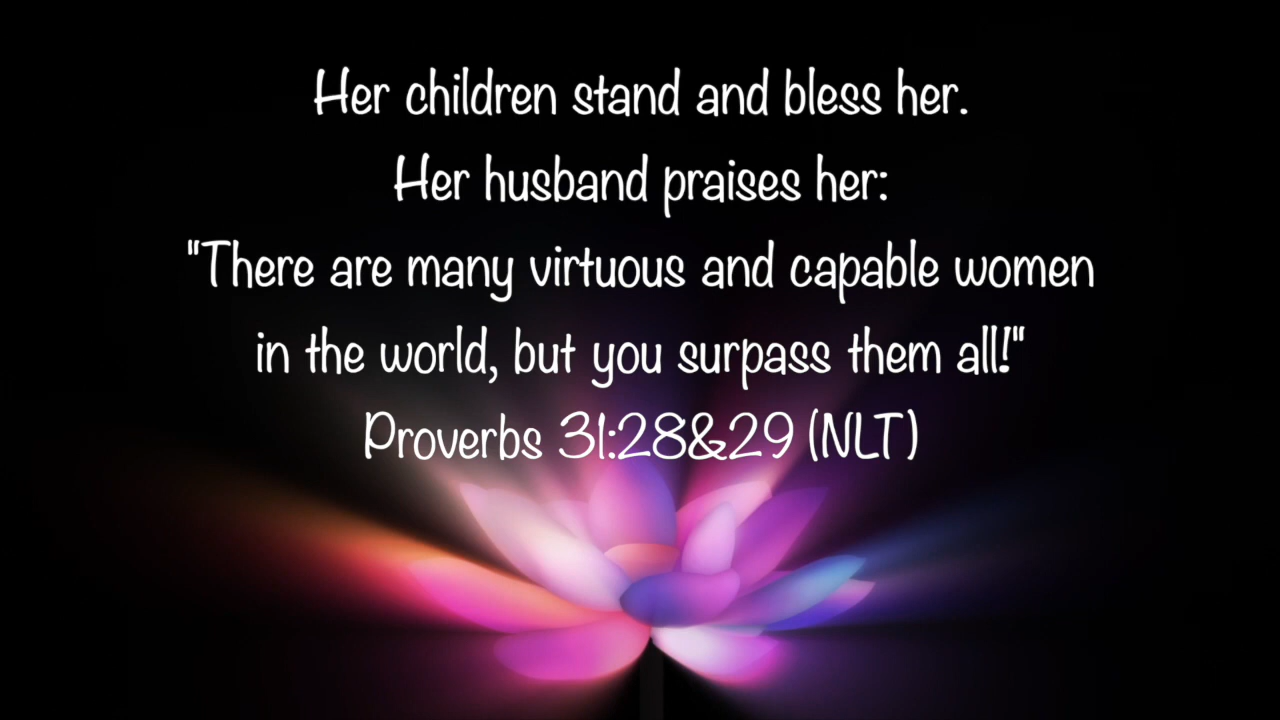 Her children stand and bless her.
Her husband praises her:
"There are many virtuous and capable women
in the world, but you surpass them all!"
Proverbs 31:28&29 (NLT)